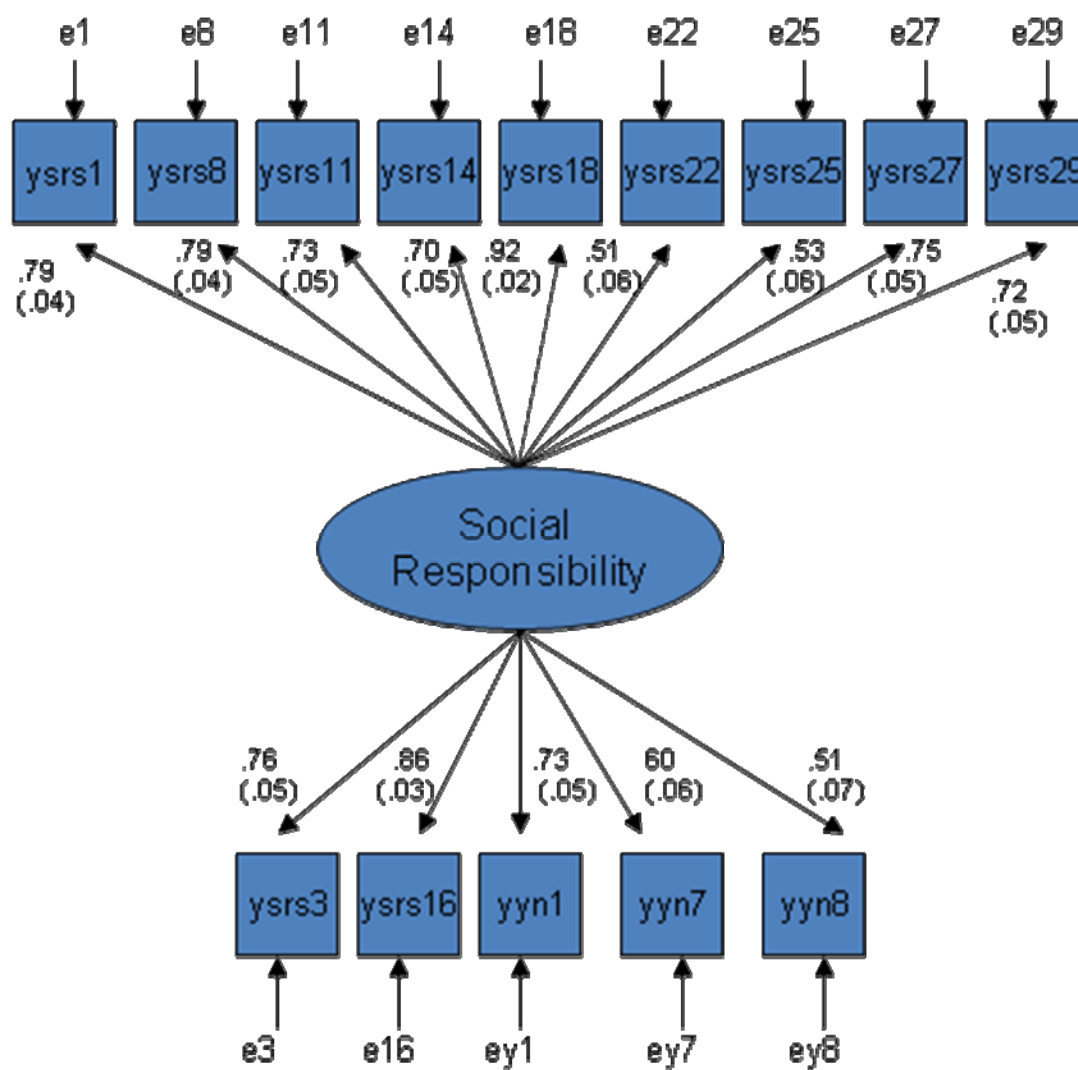 e1 e8 e11 e14 e18 e22 e25 e27 e29
ysrs1 ysrs8 ysrs11 ysrs14 ysrs18 ysrs22 ysrs25 ysrs27 ysrs29
.79 .79 .73 .70 .92 .51 .53 .75 .72
(.04) (.04) (.05) (.05) (.02) (.06) (.06) (.05) (.05)
Social
Responsibility
.76 .86 .73 60 .51
(.05) (.03) (.05) (.06) (.07)
ysrs3 ysrs16 yyn1 yyn7 yyn8
e3 e16 ey1 ey7 ey8